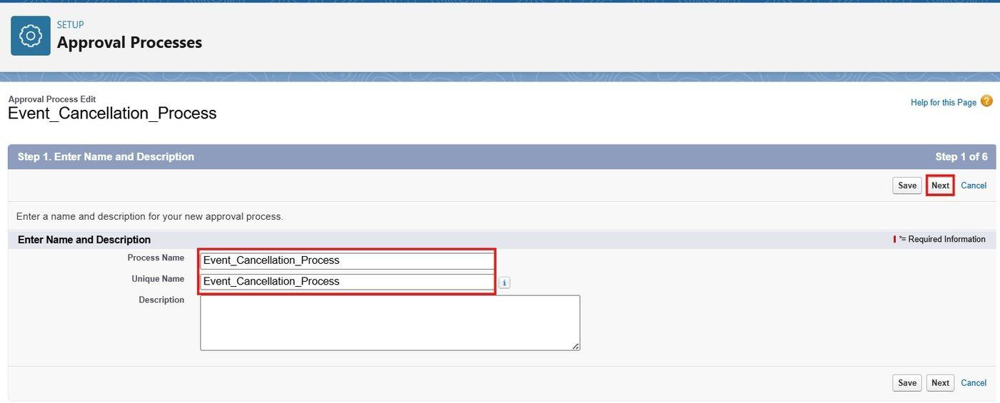 SETUP
Approval Processes
Approval Process Edit
Event_Cancellation_Process
Help for this Page ?
Step 1. Enter Name and Description Step 1 of 6
Save Next Cancel
Enter a name and description for your new approval process.
Enter Name and Description *= Required Information
Process Name Event_Cancellation_Process
Unique Name Event_Cancellation_Process i
Description
Save Next Cancel